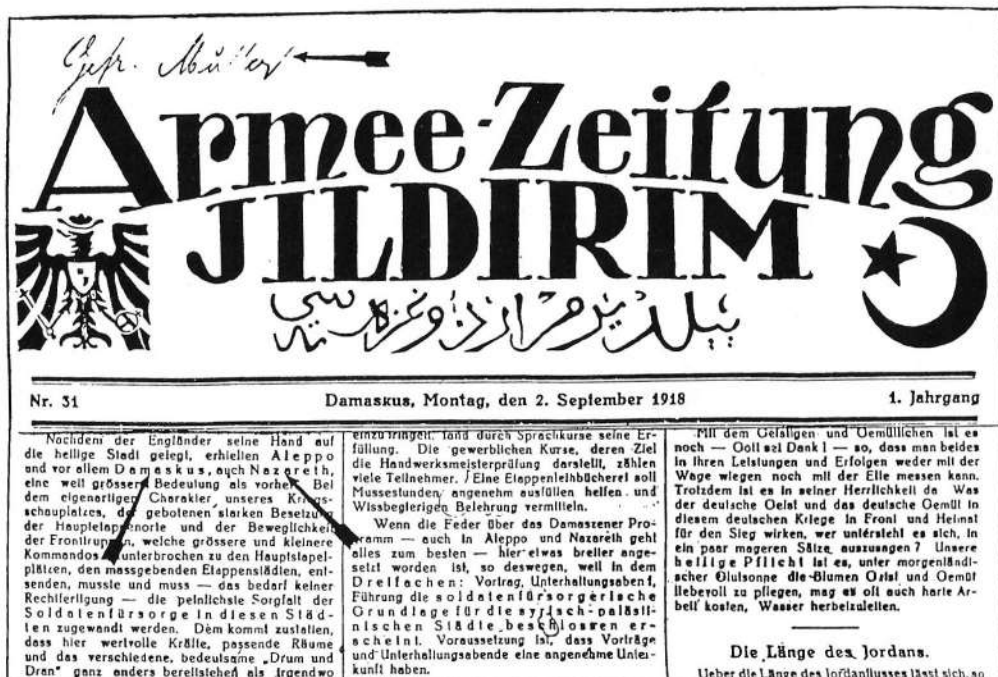 Gefr. Müller
Armee-Zeitung
JILDIRIM
Nr. 31
Damaskus, Montag, den 2. September 1918
1. Jahrgang
Nachdem der Engländer seine Hand auf
die heilige Stadt gelegt, erhielten Aleppo
und vor allem Damaskus, auch Nazareth,
eine weit grössere Bedeutung als vorher. Bei
dem eigenartigen Charakter unseres Kriegs-
schauplatzes, der gebotenen starken Besetzung
der Hauptetappenorte und der Beweglichkeit
der Fronttruppen, welche grössere und kleinere
Kommandos ununterbrochen zu den Hauptstapel-
plätzen, den massgebenden Etappenstädten, ent-
senden, musste und muss — das bedarf keiner
Rechtfertigung — die peinlichste Sorgfalt der
Soldatenfürsorge in diesen Städ-
ten zugewandt werden. Dem kommt zustatten,
dass hier wertvolle Kräfte, passende Räume
und das verschiedene, bedeutsame „Drum und
Dran" ganz anders bereitstehen als irgendwo
einzudringen, fand durch Sprachkurse seine Er-
füllung. Die gewerblichen Kurse, deren Ziel
die Handwerksmeisterprüfung darstellt, zählen
viele Teilnehmer. Eine Etappenleihbücherei soll
Mussestunden angenehm ausfüllen helfen und
Wissbegierigen Belehrung vermitteln.
Wenn die Feder über das Damaszener Pro-
gramm — auch in Aleppo und Nazareth geht
alles zum besten — hier etwas breiter ange-
setzt worden ist, so deswegen, weil in dem
Dreifachen: Vortrag, Unterhaltungsabend,
Führung die soldatenfürsorgerische
Grundlage für die syrisch-palästi-
nischen Städte beschlossen er-
scheint. Voraussetzung ist, dass Vorträge
und Unterhaltungsabende eine angenehme Unter-
kunft haben.
Mit dem Geistigen und Gemütlichen ist es
noch — Gott sei Dank! — so, dass man beides
in ihren Leistungen und Erfolgen weder mit der
Wage wiegen noch mit der Elle messen kann.
Trotzdem ist es in seiner Herrlichkeit da. Was
der deutsche Geist und das deutsche Gemüt in
diesem deutschen Kriege in Front und Heimat
für den Sieg wirken, wer untersteht es sich, in
ein paar mageren Sätze auszusagen? Unsere
heilige Pflicht ist es, unter morgenländi-
scher Glutsonne die Blumen Geist und Gemüt
liebevoll zu pflegen, mag es oft auch harte Ar-
beit kosten, Wasser herbeizuleiten.
Die Länge des Jordans.
Ueber die Länge des Jordanflusses lässt sich, so